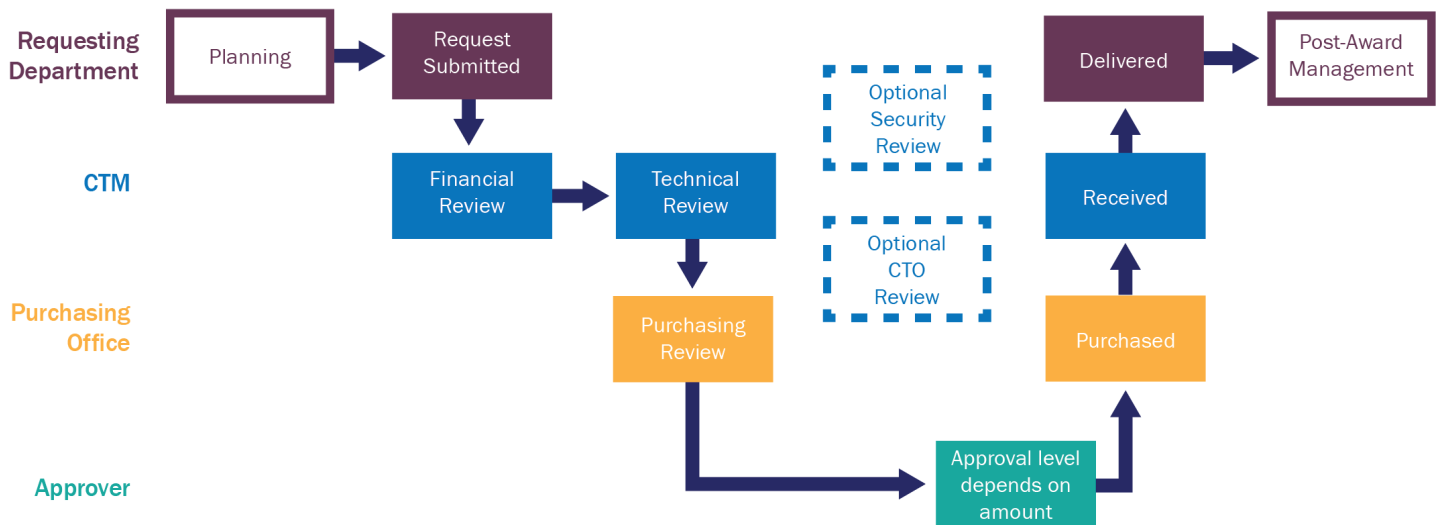 Requesting
Department
Planning
Request
Submitted
Optional
Security
Review
Delivered
Post-Award
Management
CTM
Financial
Review
Technical
Review
Optional
CTO
Review
Received
Purchasing
Office
Purchasing
Review
Purchased
Approver
Approval level
depends on
amount